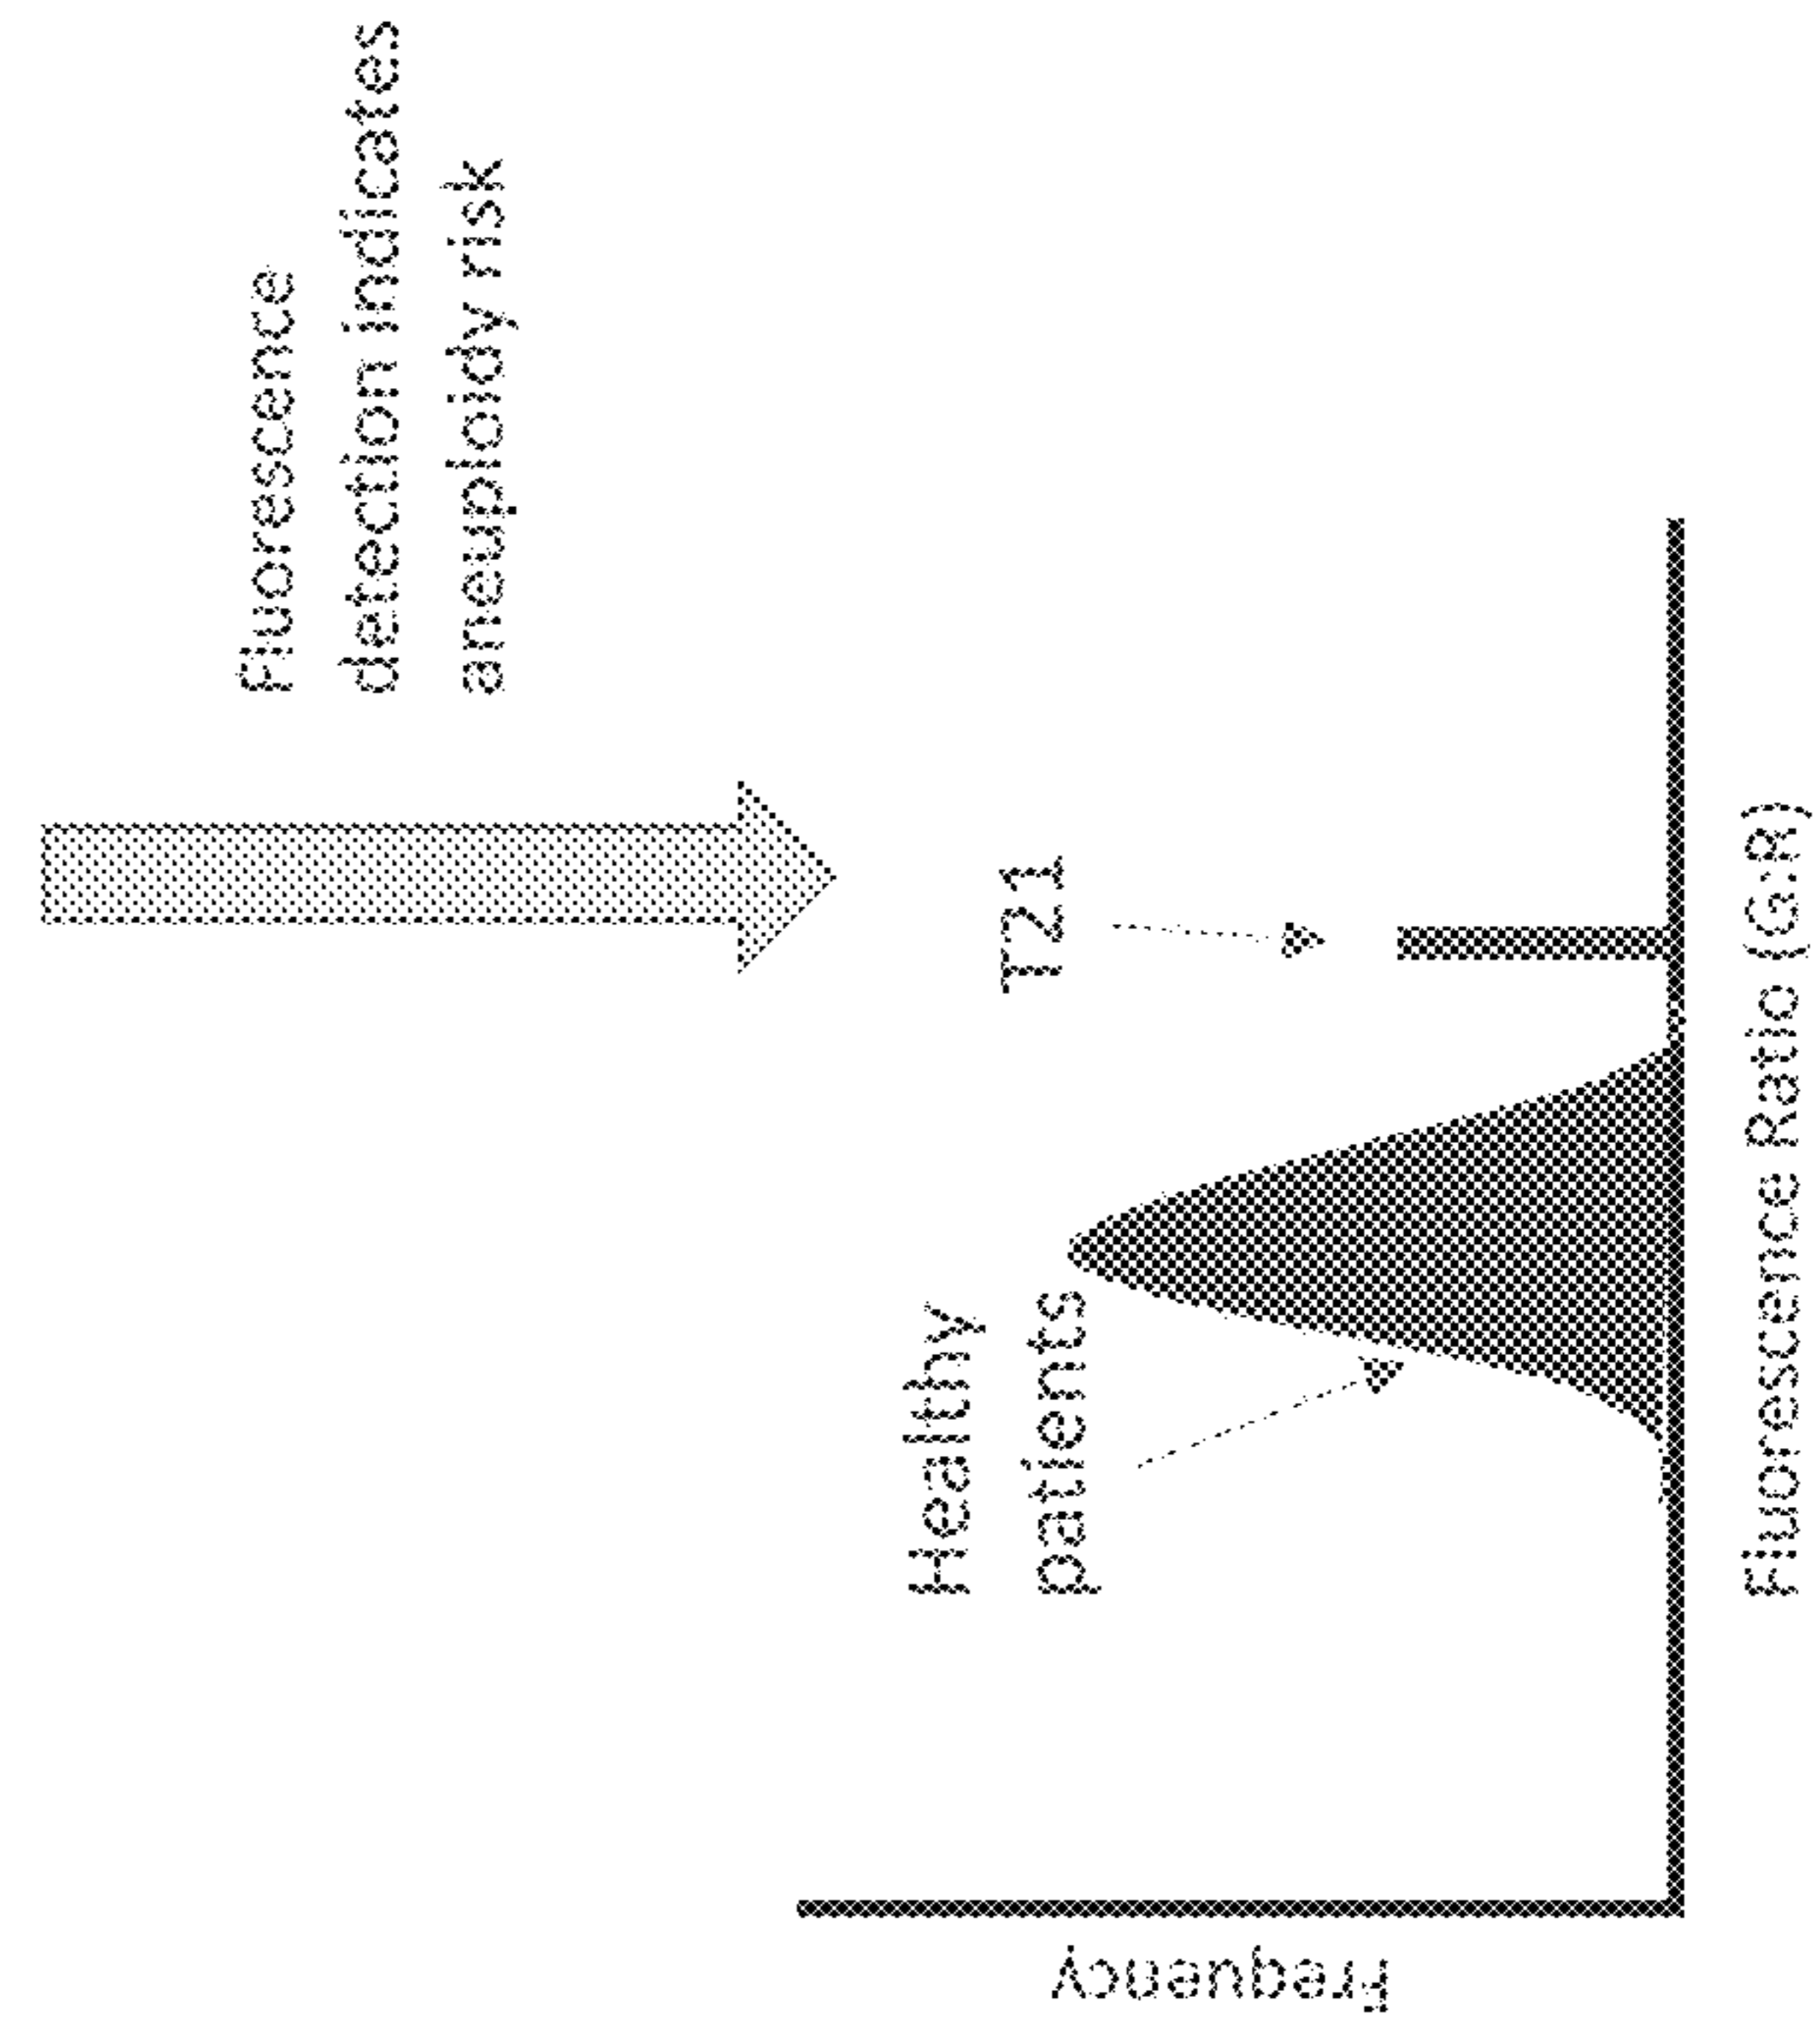 Fluorescence
detection indicates
aneuploidy risk
T21
Healthy
patients
Frequency
Fluorescence Ratio (G:R)